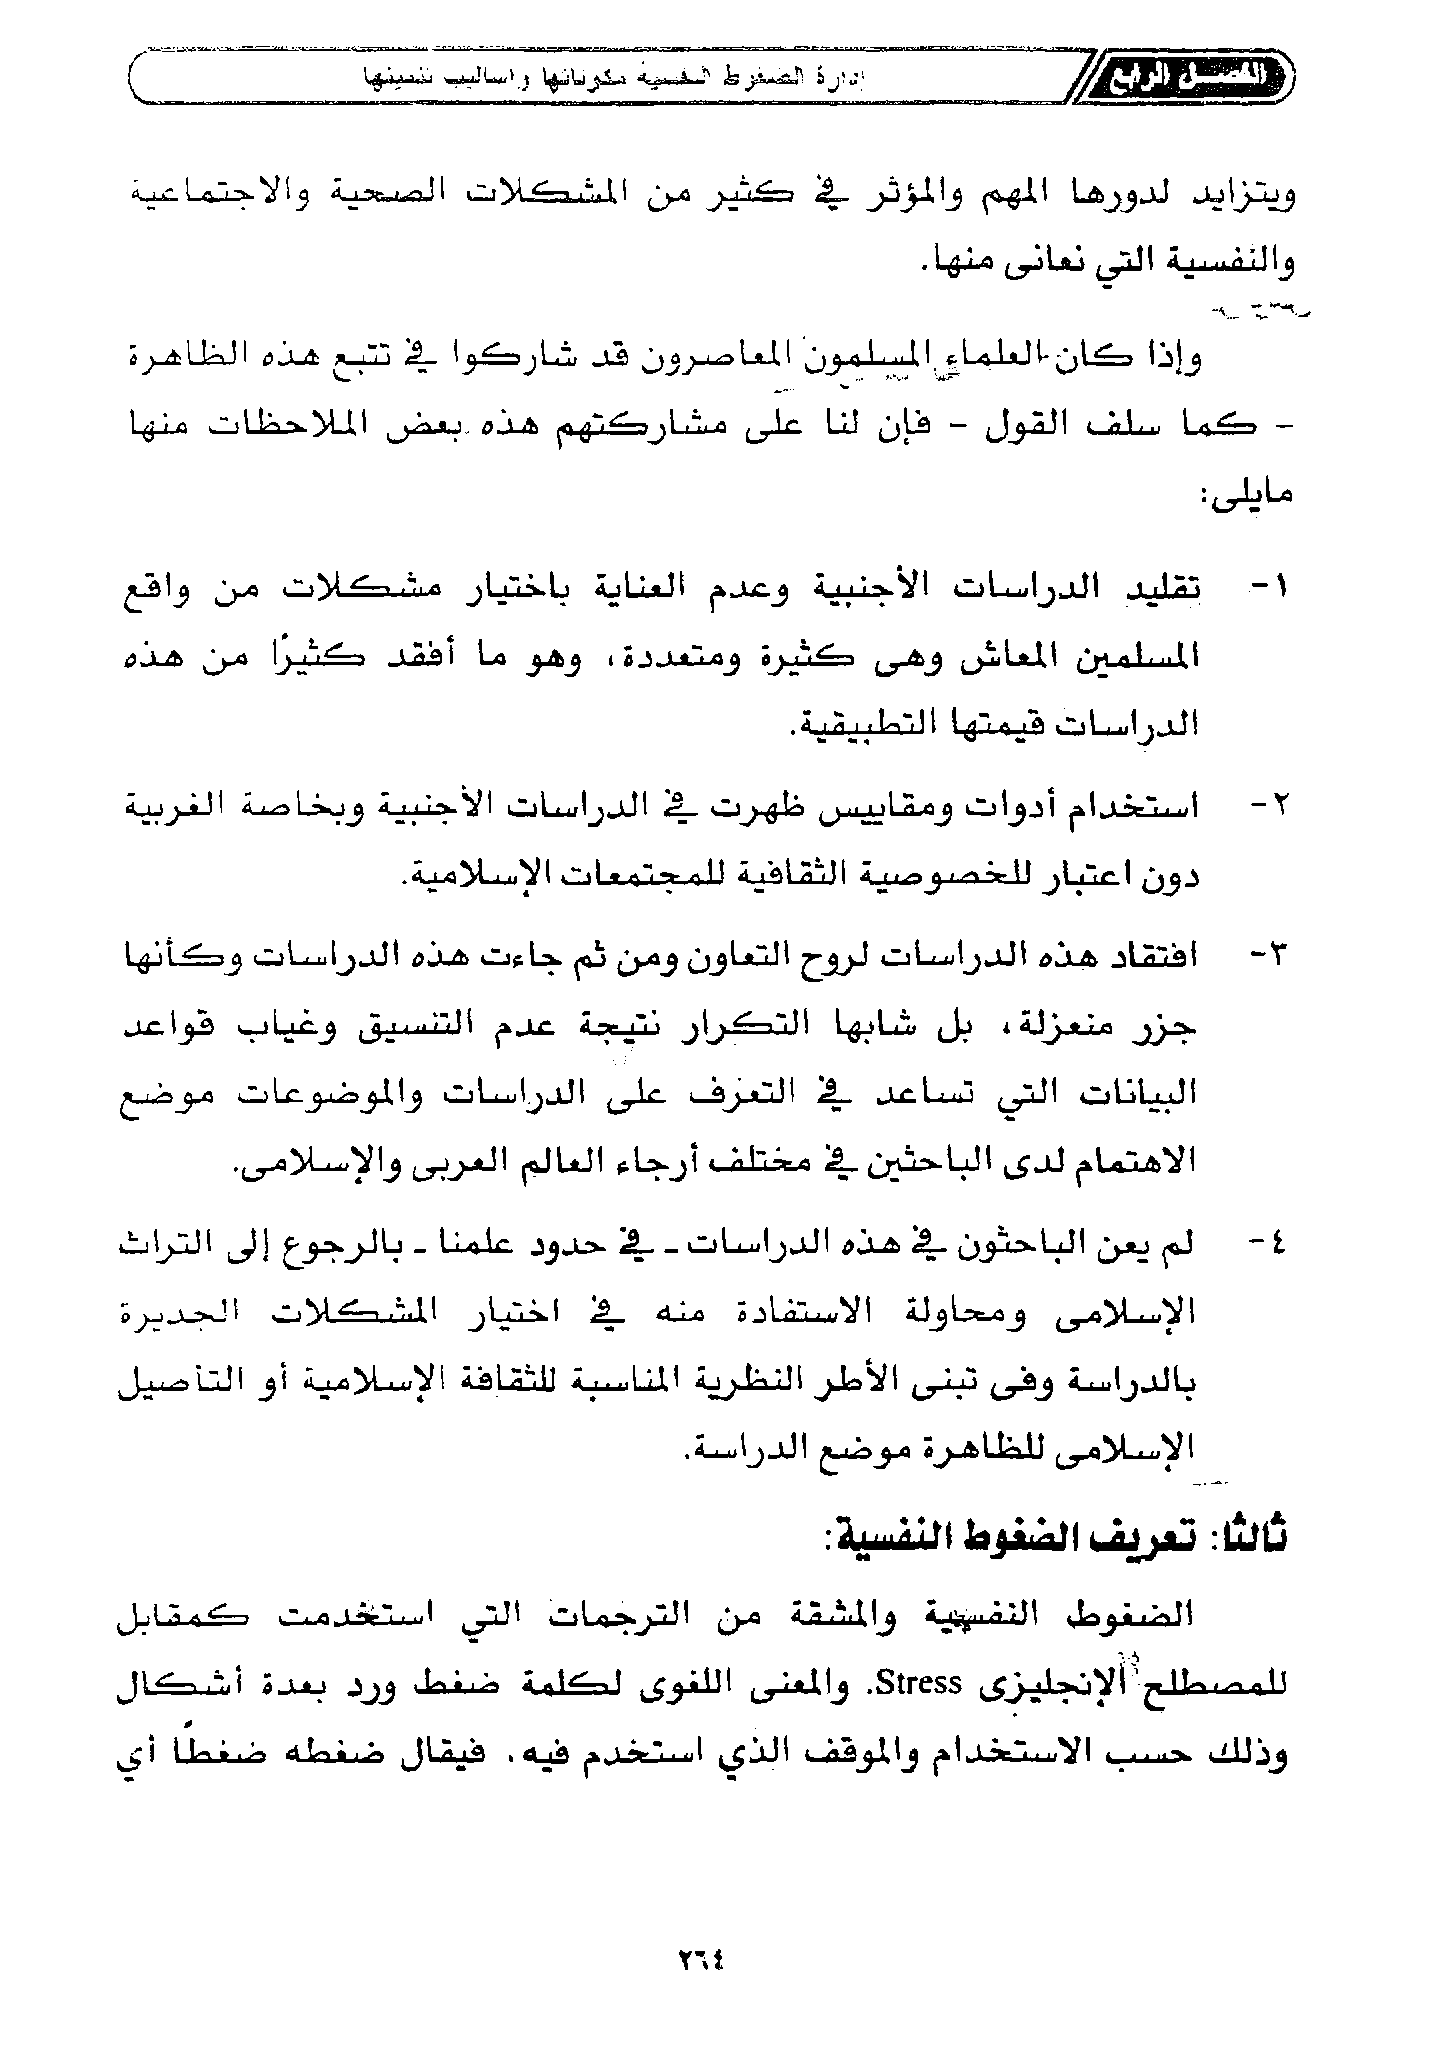 الفصل الرابع
إدارة الضغوط النفسية مكوناتها وأساليب تنميتها
ويتزايد لدورها المهم والمؤثر في كثير من المشكلات الصحية والاجتماعية
والنفسية التي نعانى منها.
وإذا كان العلماء المسلمون المعاصرون قد شاركوا في تتبع هذه الظاهرة
- كما سلف القول - فإن لنا على مشاركتهم هذه بعض الملاحظات منها
مايلى:
١- تقليد الدراسات الأجنبية وعدم العناية باختيار مشكلات من واقع
المسلمين المعاش وهى كثيرة ومتعددة، وهو ما أفقد كثيرًا من هذه
الدراسات قيمتها التطبيقية.
٢- استخدام أدوات ومقاييس ظهرت في الدراسات الأجنبية وبخاصة الغربية
دون اعتبار للخصوصية الثقافية للمجتمعات الإسلامية.
٣- افتقاد هذه الدراسات لروح التعاون ومن ثم جاءت هذه الدراسات وكأنها
جزر منعزلة، بل شابها التكرار نتيجة عدم التنسيق وغياب قواعد
البيانات التي تساعد في التعرف على الدراسات والموضوعات موضع
الاهتمام لدى الباحثين في مختلف أرجاء العالم العربى والإسلامى.
٤- لم يعن الباحثون في هذه الدراسات - في حدود علمنا - بالرجوع إلى التراث
الإسلامى ومحاولة الاستفادة منه في اختيار المشكلات الجديرة
بالدراسة وفى تبنى الأطر النظرية المناسبة للثقافة الإسلامية أو التأصيل
الإسلامى للظاهرة موضع الدراسة.
ثالثا: تعريف الضغوط النفسية:
الضغوط النفسية والمشقة من الترجمات التي استخدمت كمقابل
للمصطلح الإنجليزى Stress. والمعنى اللغوى لكلمة ضغط ورد بعدة أشكال
وذلك حسب الاستخدام والموقف الذي استخدم فيه. فيقال ضغطه ضغطًا أي
٢٦٤